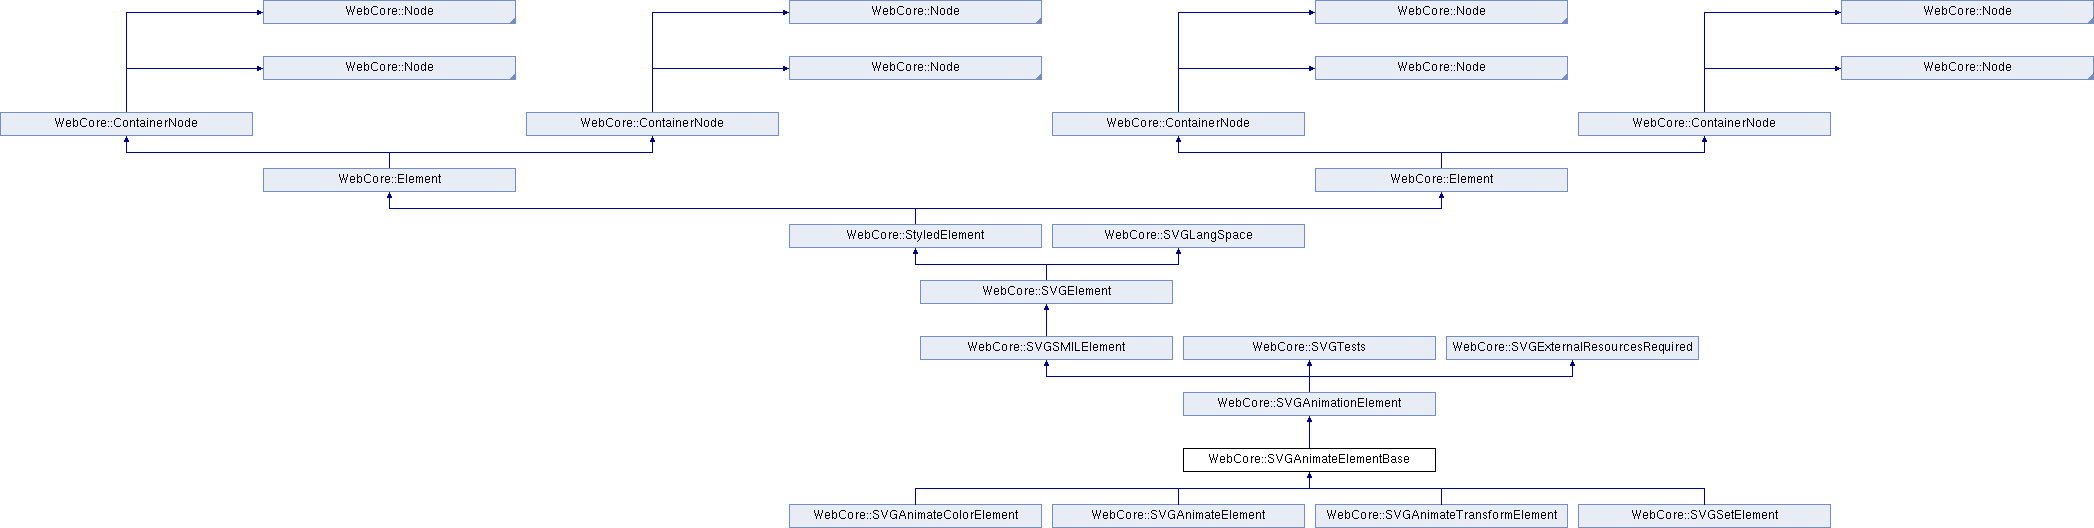 WebCore::Node
WebCore::Node
WebCore::Node
WebCore::Node
WebCore::Node
WebCore::Node
WebCore::Node
WebCore::Node
WebCore::ContainerNode
WebCore::ContainerNode
WebCore::ContainerNode
WebCore::ContainerNode
WebCore::Element
WebCore::Element
WebCore::StyledElement
WebCore::SVGLangSpace
WebCore::SVGElement
WebCore::SVGSMILElement
WebCore::SVGTests
WebCore::SVGExternalResourcesRequired
WebCore::SVGAnimationElement
WebCore::SVGAnimateElementBase
WebCore::SVGAnimateColorElement
WebCore::SVGAnimateElement
WebCore::SVGAnimateTransformElement
WebCore::SVGSetElement